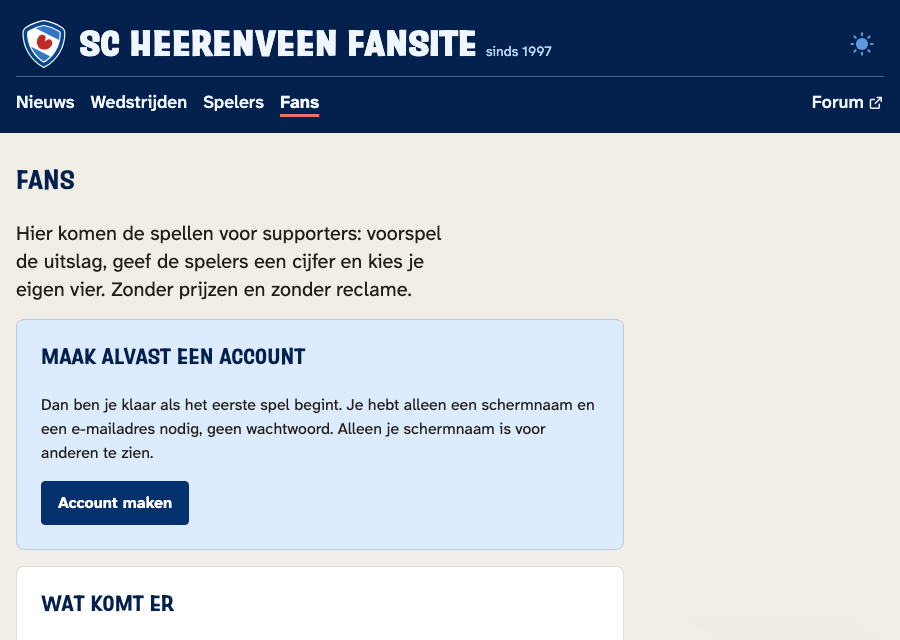 SC HEERENVEEN FANSITE sinds 1997
Nieuws Wedstrijden Spelers Fans Forum
FANS
Hier komen de spellen voor supporters: voorspel
de uitslag, geef de spelers een cijfer en kies je
eigen vier. Zonder prijzen en zonder reclame.
MAAK ALVAST EEN ACCOUNT
Dan ben je klaar als het eerste spel begint. Je hebt alleen een schermnaam en
een e-mailadres nodig, geen wachtwoord. Alleen je schermnaam is voor
anderen te zien.
Account maken
WAT KOMT ER